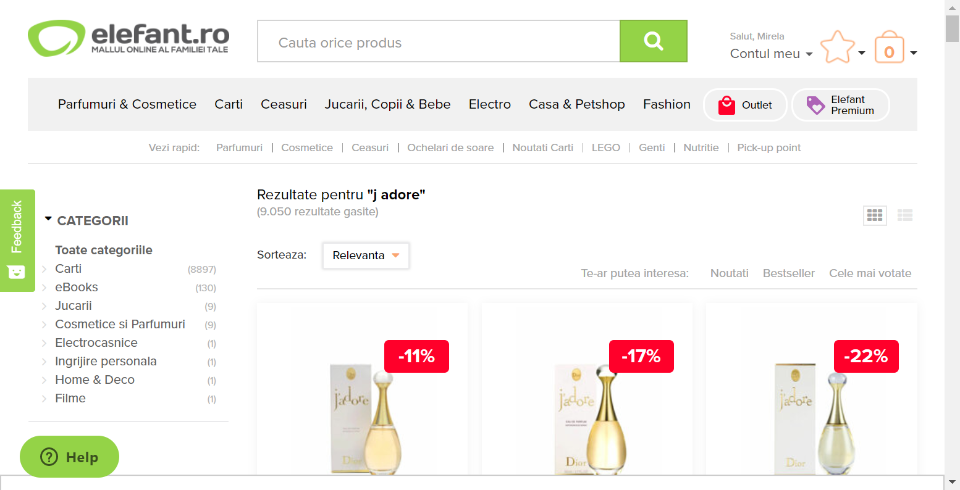 elefant.ro
MALLUL ONLINE AL FAMILIEI TALE
Cauta orice produs
Salut, Mirela
Contul meu
0
Parfumuri & Cosmetice Carti Ceasuri Jucarii, Copii & Bebe Electro Casa & Petshop Fashion Outlet Elefant Premium
Vezi rapid: Parfumuri | Cosmetice | Ceasuri | Ochelari de soare | Noutati Carti | LEGO | Genti | Nutritie | Pick-up point
Feedback
Rezultate pentru "j adore"
(9.050 rezultate gasite)
Sorteaza: Relevanta
Te-ar putea interesa: Noutati Bestseller Cele mai votate
CATEGORII
Toate categoriile
Carti (8897)
eBooks (130)
Jucarii (9)
Cosmetice si Parfumuri (9)
Electrocasnice (1)
Ingrijire personala (1)
Home & Deco (1)
Filme (1)
Help
-11%
j'adore
Dior
-17%
j'adore
Dior
-22%
j'adore
Dior